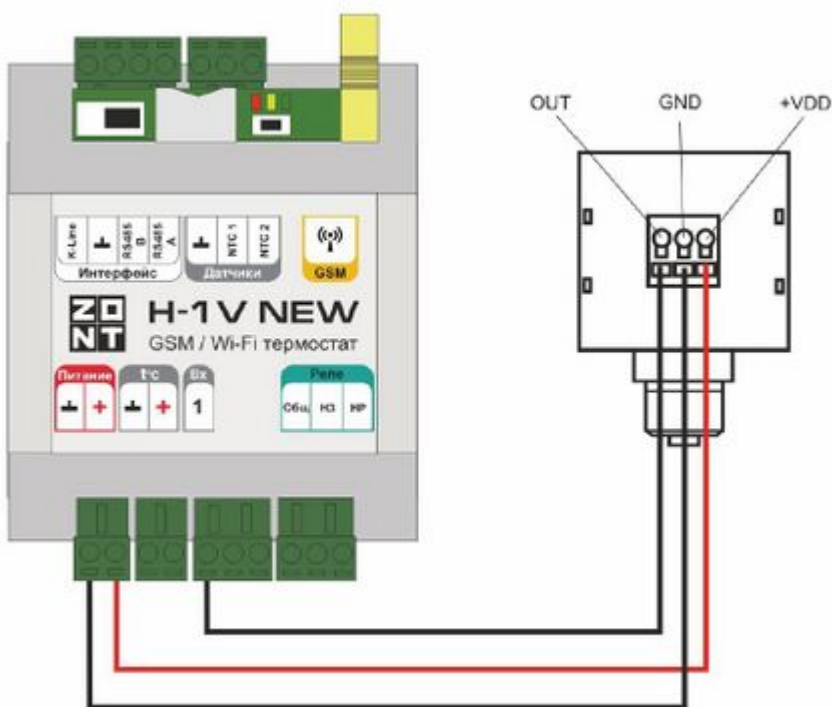 OUT GND +VDD
K-Line RS485 B RS485 A NTC 1 NTC 2
Интерфейс Датчики GSM
ZONT H-1V NEW
GSM / Wi-Fi термостат
Питание t°c Вх Реле
+ + 1 Общ НЗ НР